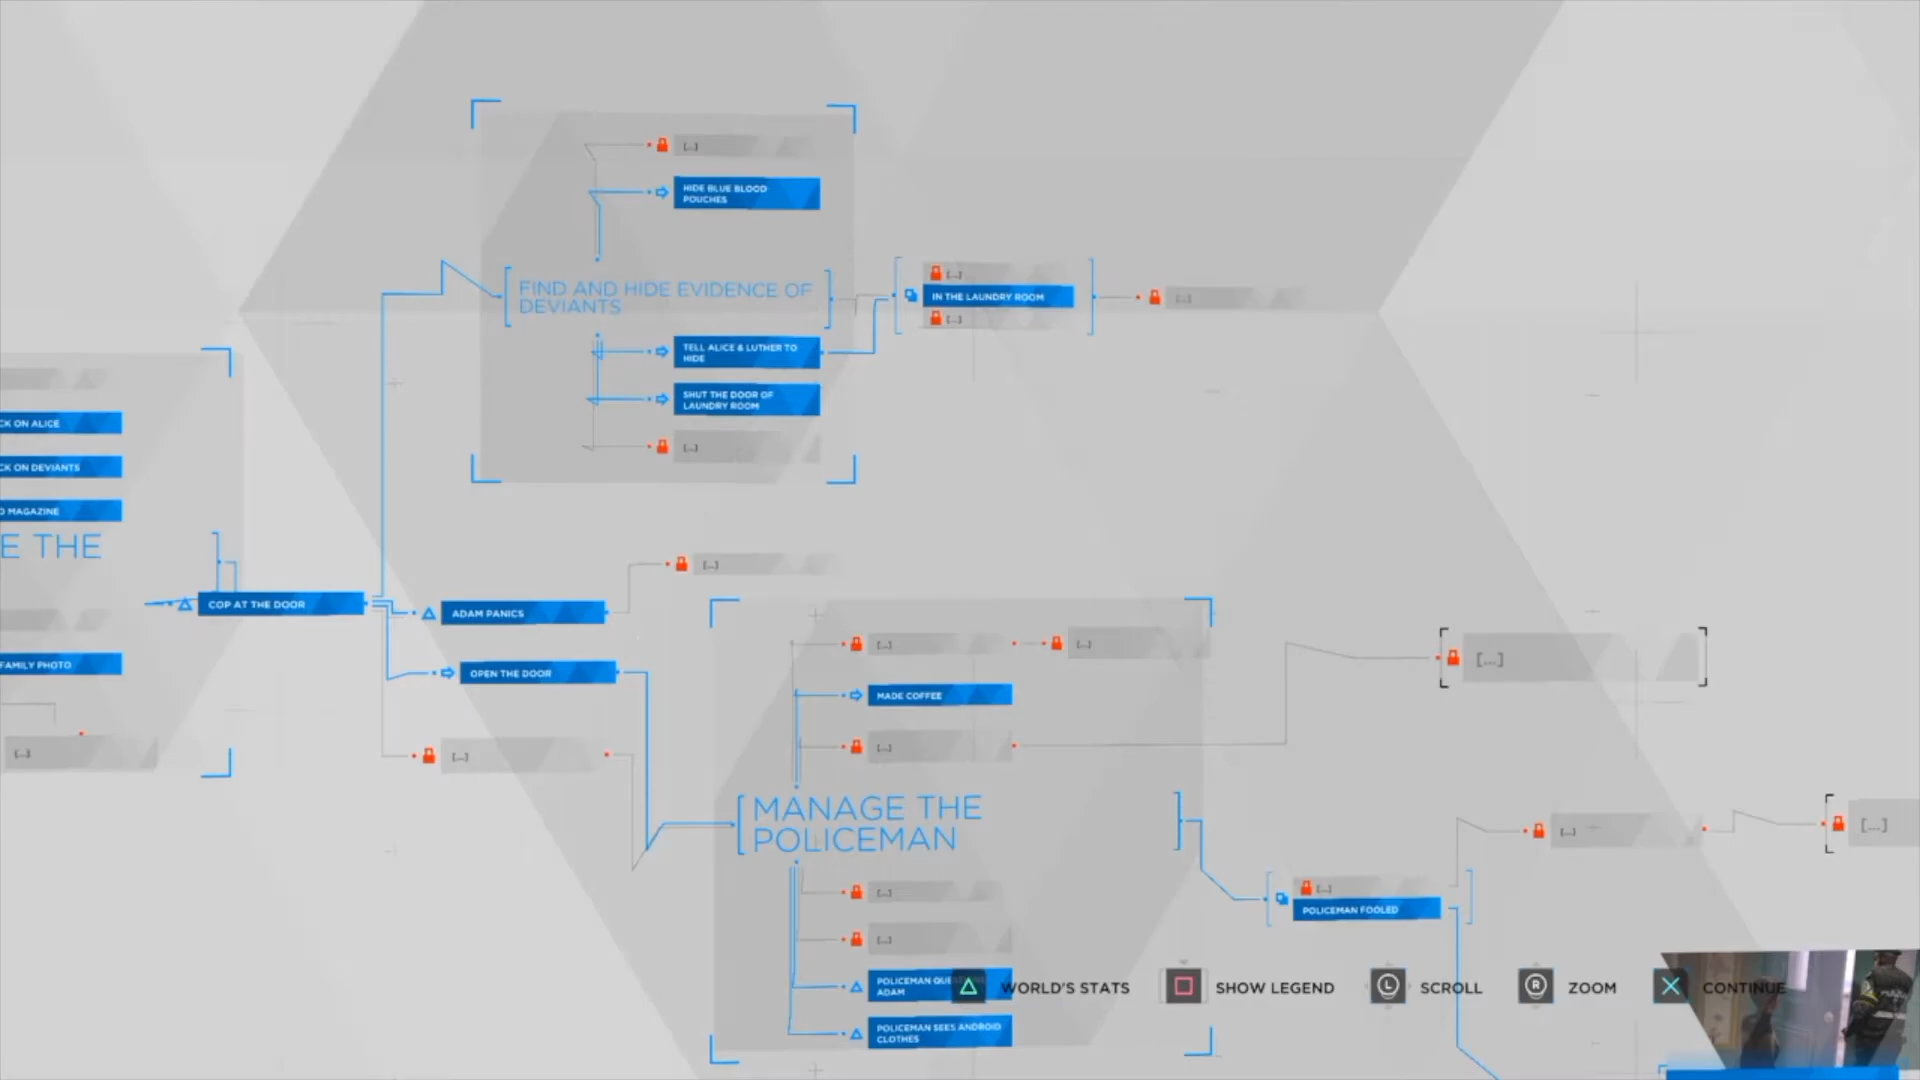 [...]
HIDE BLUE BLOOD
POUCHES
FIND AND HIDE EVIDENCE OF
DEVIANTS
[...]
IN THE LAUNDRY ROOM
[...]
[...]
TELL ALICE & LUTHER TO
HIDE
SHUT THE DOOR OF
LAUNDRY ROOM
[...]
CK ON ALICE
CK ON DEVIANTS
D MAGAZINE
E THE
FAMILY PHOTO
[...]
COP AT THE DOOR
[...]
ADAM PANICS
OPEN THE DOOR
[...]
[...]
[...]
MADE COFFEE
[...]
[...]
MANAGE THE
POLICEMAN
[...]
[...]
[...]
[...]
POLICEMAN FOOLED
[...]
[...]
POLICEMAN
ADAM
POLICEMAN SEES ANDROID
CLOTHES
WORLD'S STATS
SHOW LEGEND
L
SCROLL
R
ZOOM
CONTINUE